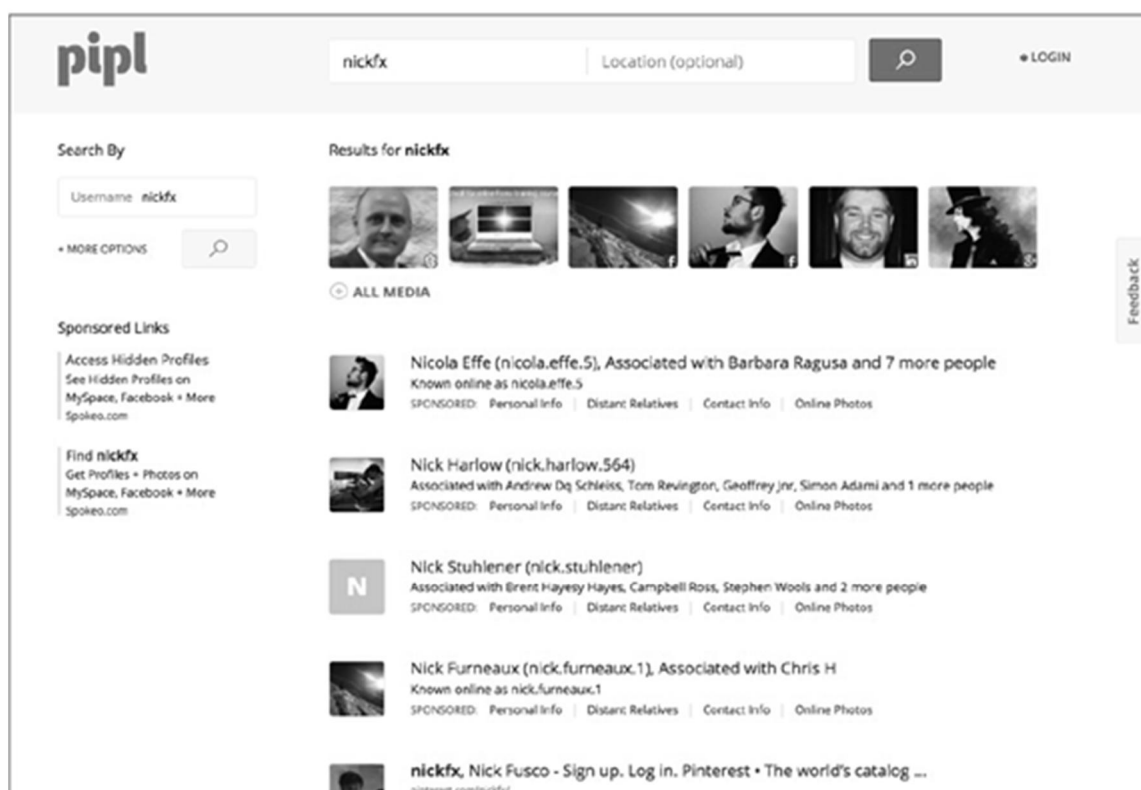 pipl
nickfx
Location (optional)
LOGIN
Search By
Username nickfx
+ MORE OPTIONS
Sponsored Links
Access Hidden Profiles
See Hidden Profiles on
MySpace, Facebook + More
Spokeo.com
Find nickfx
Get Profiles + Photos on
MySpace, Facebook + More
Spokeo.com
Results for nickfx
ALL MEDIA
Nicola Effe (nicola.effe.5), Associated with Barbara Ragusa and 7 more people
Known online as nicola.effe.5
SPONSORED: Personal Info | Distant Relatives | Contact Info | Online Photos
Nick Harlow (nick.harlow.564)
Associated with Andrew Dq Schleiss, Tom Revington, Geoffrey Jnr, Simon Adami and 1 more people
SPONSORED: Personal Info | Distant Relatives | Contact Info | Online Photos
N
Nick Stuhlener (nick.stuhlener)
Associated with Brent Hayesy Hayes, Campbell Ross, Stephen Wools and 2 more people
SPONSORED: Personal Info | Distant Relatives | Contact Info | Online Photos
Nick Furneaux (nick.furneaux.1), Associated with Chris H
Known online as nick.furneaux.1
SPONSORED: Personal Info | Distant Relatives | Contact Info | Online Photos
nickfx, Nick Fusco - Sign up. Log in. Pinterest • The world's catalog ...
Feedback